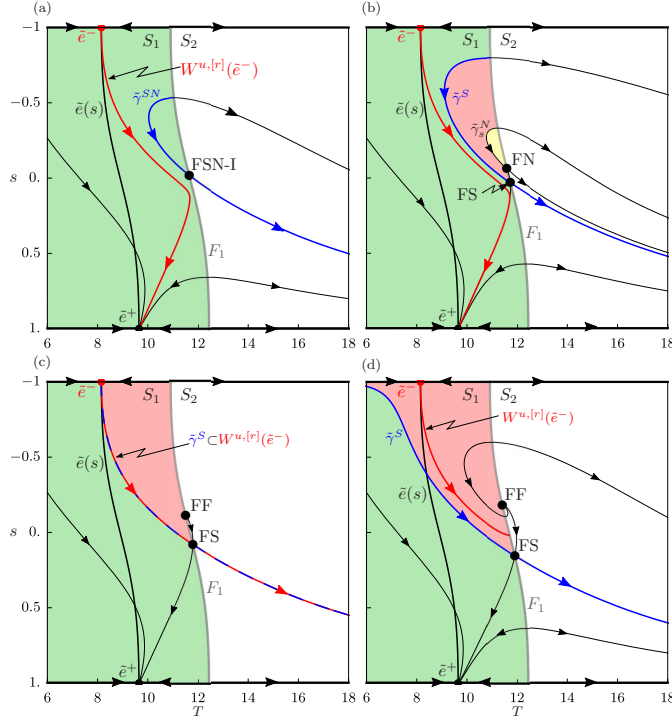 (a)
−1
ẽ⁻
S₁
S₂
W^{u,[r]}(ẽ⁻)
ẽ(s)
γ̃^{SN}
−0.5
FSN-I
s
0.
F₁
0.5
ẽ⁺
1.
6 8 10 12 14 16 18
(b)
ẽ⁻
S₁
S₂
γ̃^S
ẽ(s)
γ̃_s^N
FN
FS
F₁
ẽ⁺
6 8 10 12 14 16 18
(c)
−1
ẽ⁻
S₁
S₂
γ̃^S⊂W^{u,[r]}(ẽ⁻)
ẽ(s)
−0.5
FF
s
0.
FS
F₁
0.5
ẽ⁺
1.
6 8 10 T 12 14 16 18
(d)
ẽ⁻
S₁
S₂
W^{u,[r]}(ẽ⁻)
γ̃^S
ẽ(s)
FF
FS
F₁
ẽ⁺
6 8 10 T 12 14 16 18